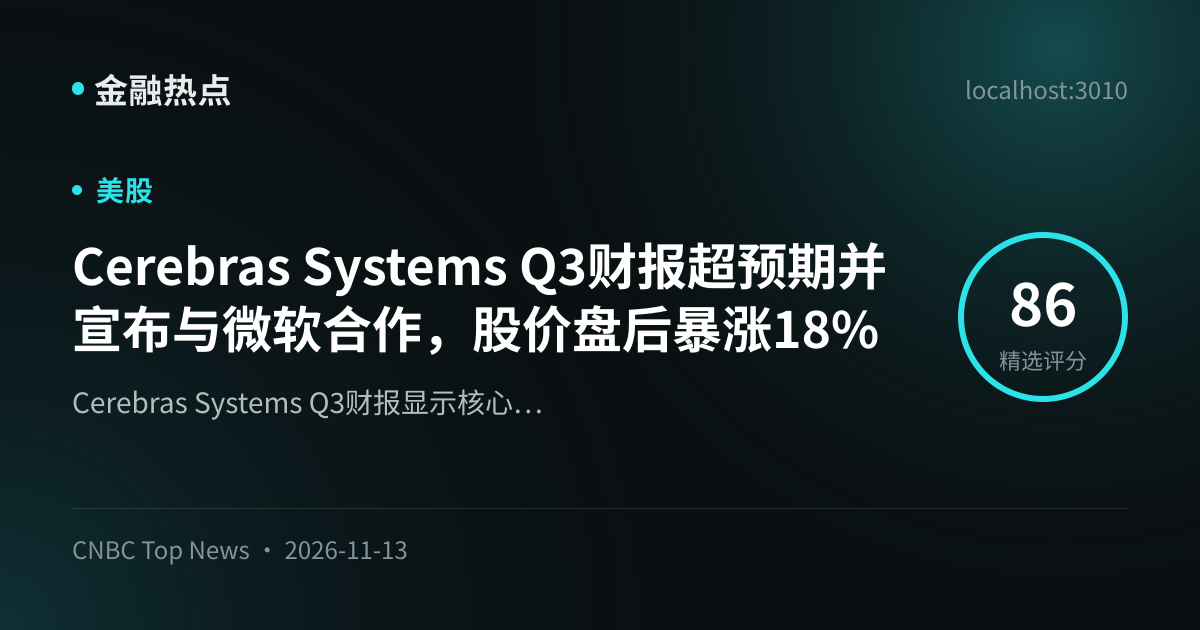 金融热点
localhost:3010
美股
Cerebras Systems Q3财报超预期并
宣布与微软合作，股价盘后暴涨18%
86
精选评分
Cerebras Systems Q3财报显示核心…
CNBC Top News · 2026-11-13